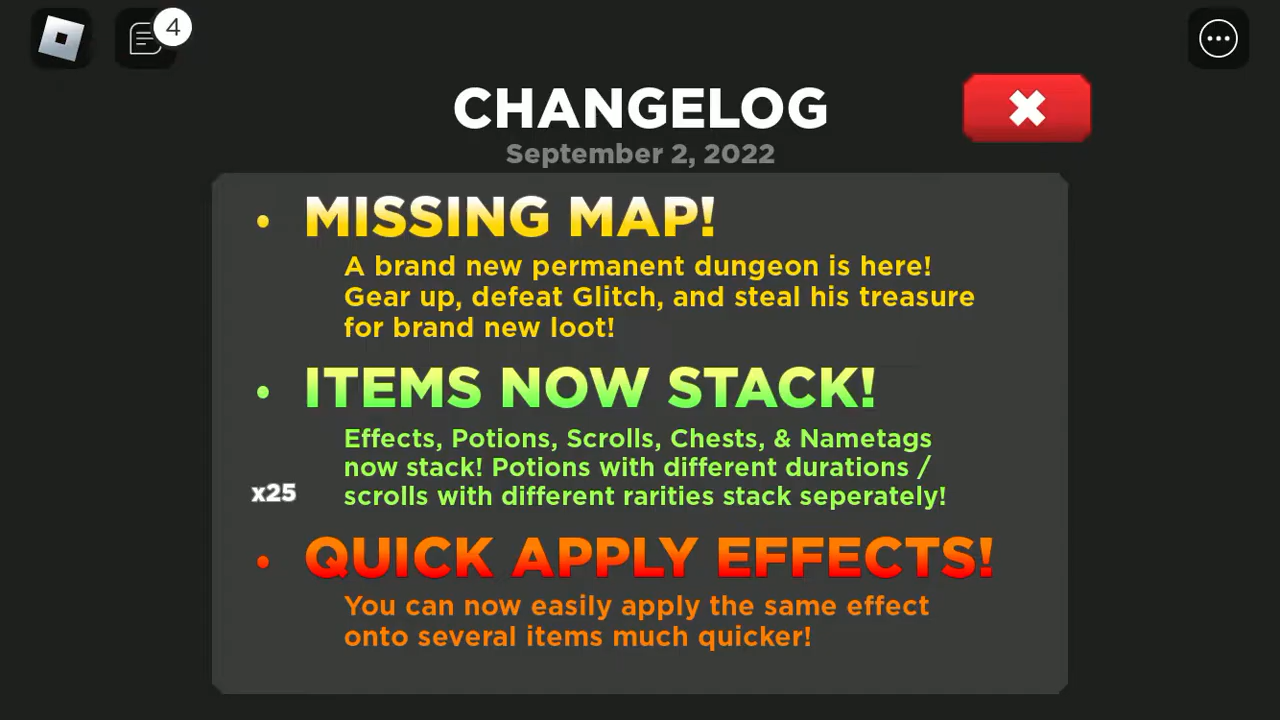 4
CHANGELOG
September 2, 2022
• MISSING MAP!
A brand new permanent dungeon is here!
Gear up, defeat Glitch, and steal his treasure
for brand new loot!
• ITEMS NOW STACK!
Effects, Potions, Scrolls, Chests, & Nametags
now stack! Potions with different durations /
x25
scrolls with different rarities stack seperately!
• QUICK APPLY EFFECTS!
You can now easily apply the same effect
onto several items much quicker!